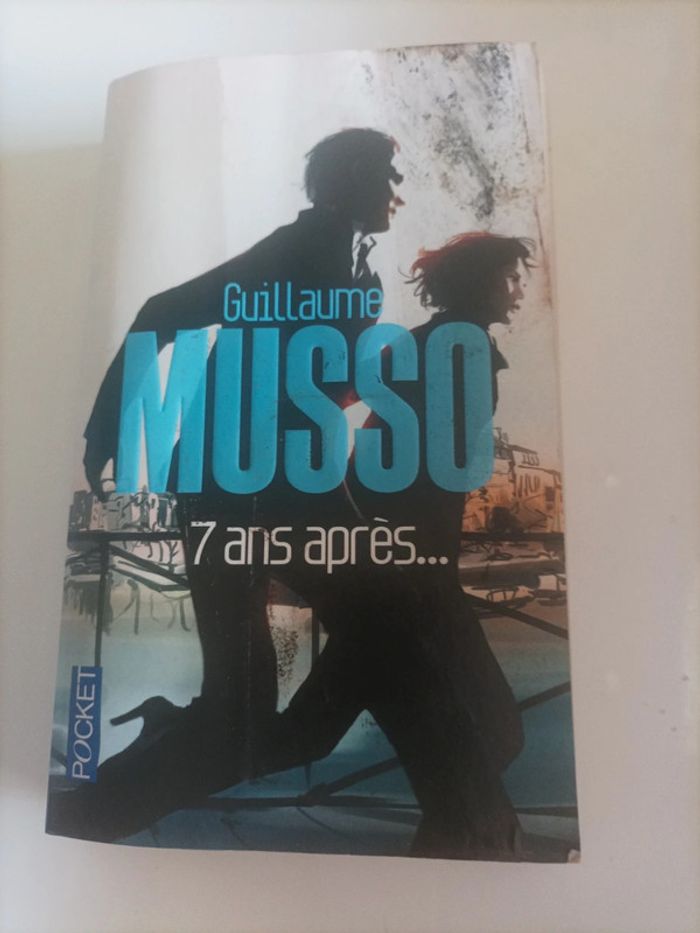 Guillaume
MUSSO
7 ans après...
POCKET